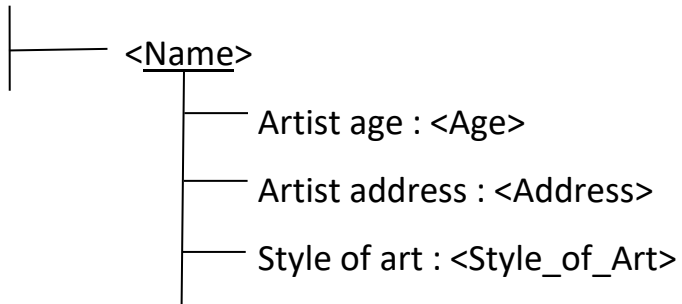 <Name>
Artist age : <Age>
Artist address : <Address>
Style of art : <Style_of_Art>